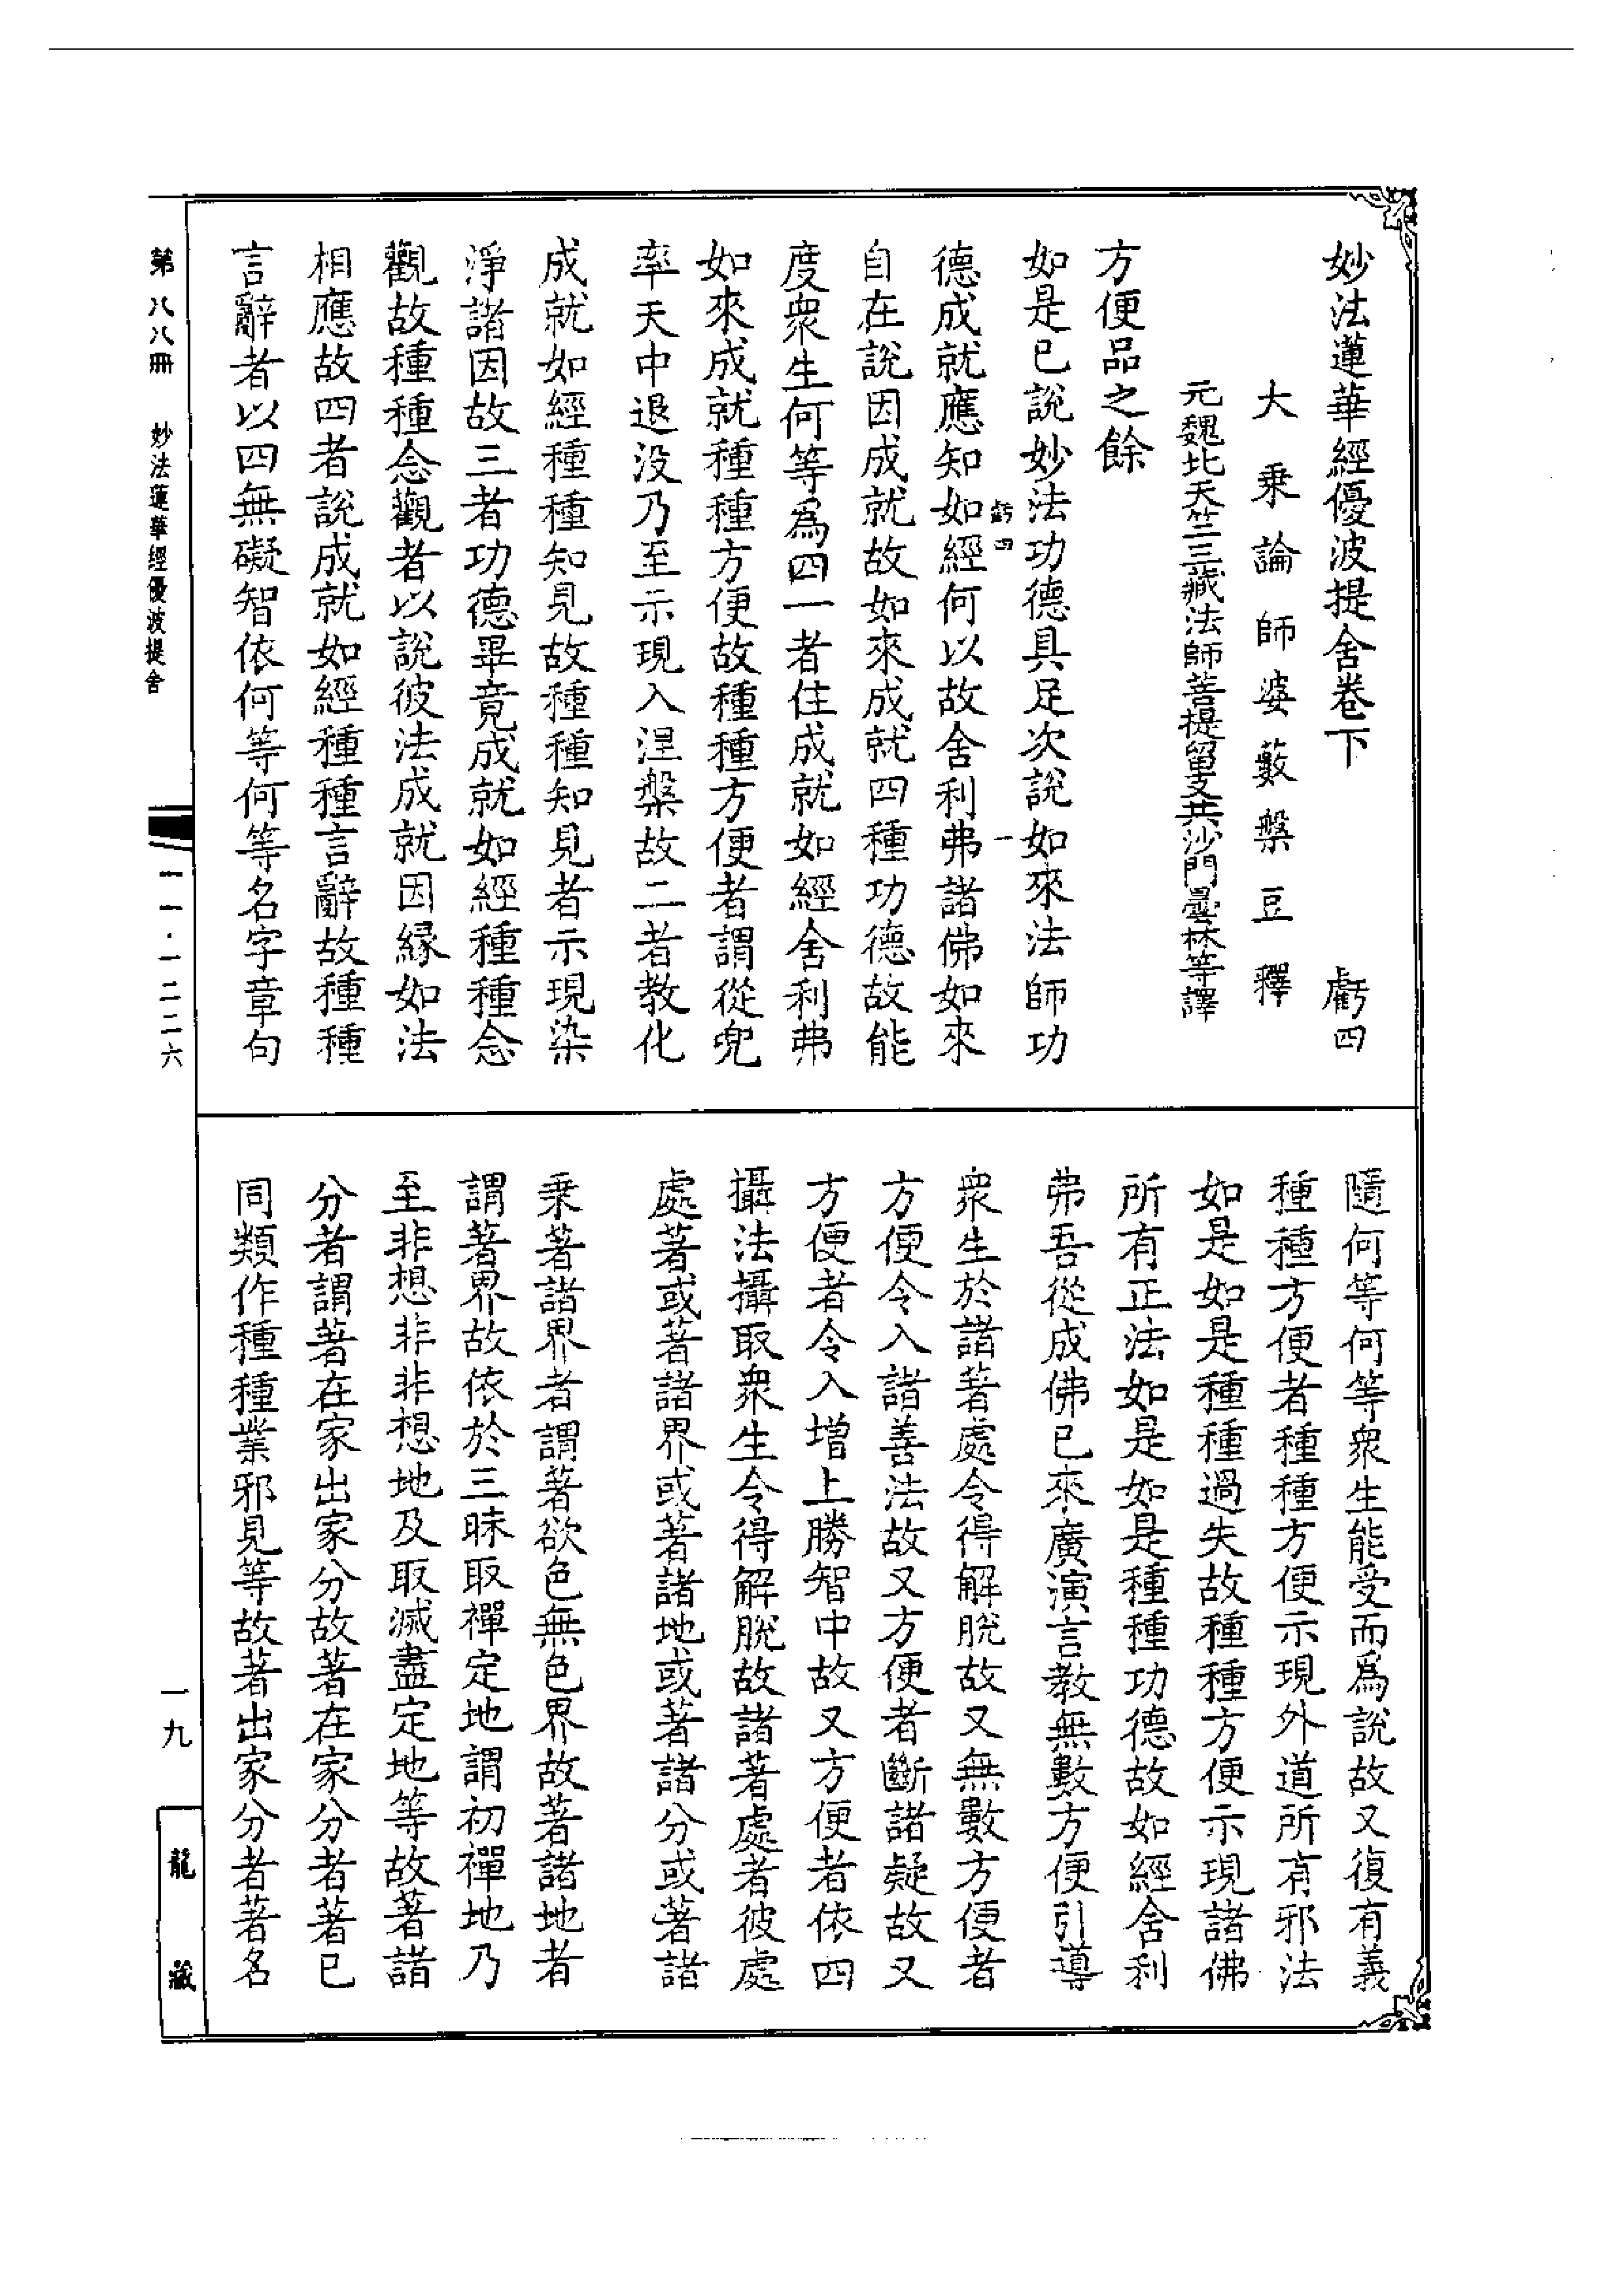 妙法蓮華經優波提舍卷下　虧四
大乗論師婆藪槃豆釋
元魏北天竺三藏法師菩提留支共沙門曇林等譯
方便品之餘
如是已說妙法功德具足次說如來法師功
虧四　一
德成就應知如經何以故舍利弗諸佛如來
自在說因成就故如來成就四種功德故能
度衆生何等爲四一者住成就如經舍利弗
如來成就種種方便故種種方便者謂從兜
率天中退没乃至示現入涅槃故二者教化
成就如經種種知見故種種知見者示現染
淨諸因故三者功德畢竟成就如經種種念
觀故種種念觀者以說彼法成就因縁如法
相應故四者說成就如經種種言辭故種種
言辭者以四無礙智依何等何等名字章句
隨何等何等衆生能受而爲說故又復有義
種種方便者種種方便示現外道所有邪法
如是如是種種過失故種種方便示現諸佛
所有正法如是如是種種功德故如經舍利
弗吾從成佛已來廣演言教無數方便引導
衆生於諸著處令得解脫故又無數方便者
方便令入諸善法故又方便者斷諸疑故又
方便者令入增上勝智中故又方便者依四
攝法攝取衆生令得解脫故諸著處者彼處
處著或著諸界或著諸地或著諸分或著諸
乗著諸界者謂著欲色無色界故著諸地者
謂著界故依於三昧取禪定地謂初禪地乃
至非想非非想地及取滅盡定地等故著諸
分者謂著在家出家分故著在家分者著已
同類作種種業邪見等故著出家分者著名
第八八冊　妙法蓮華經優波提舍
一一·一二二六
一九
龍藏